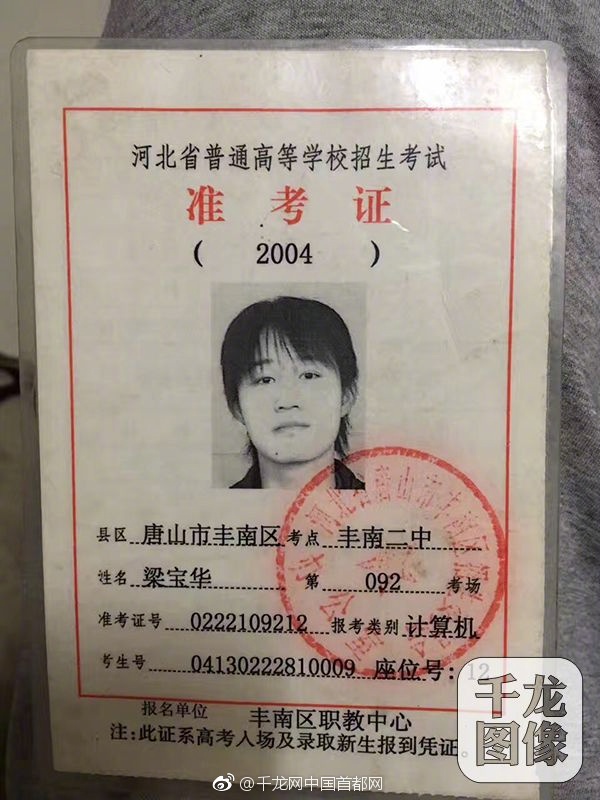 河北省普通高等学校招生考试
准考证
( 2004 )
县区 唐山市丰南区 考点 丰南二中
姓名 梁宝华 第 092 考场
准考证号 0222109212 报考类别 计算机
考生号 04130222810009 座位号: 12
报名单位 丰南区职教中心
注:此证系高考入场及录取新生报到凭证。
千龙
图像
@千龙网中国首都网